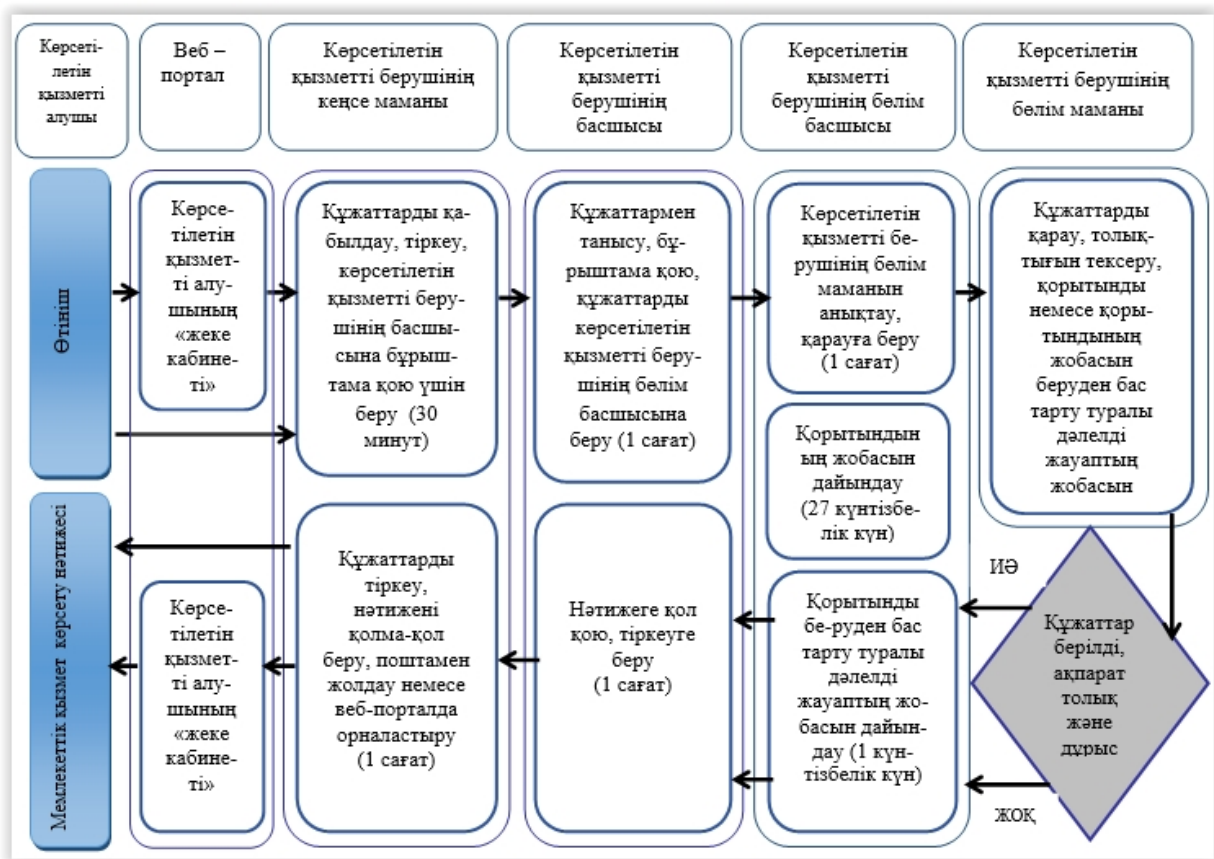 Көрсеті-
летін
қызметті
алушы
Веб –
портал
Көрсетілетін
қызметті берушінің
кеңсе маманы
Көрсетілетін
қызметті
берушінің
басшысы
Көрсетілетін
қызметті
берушінің бөлім
басшысы
Көрсетілетін
қызметті берушінің
бөлім маманы
Өтініш
Көрсе-
тілетін
қызмет-
ті алу-
шының
«жеке
кабине-
ті»
Құжаттарды қа-
былдау, тіркеу,
көрсетілетін
қызметті беру-
шінің басшы-
сына бұрыш-
тама қою үшін
беру (30
минут)
Құжаттармен
танысу, бұ-
рыштама қою,
құжаттарды
көрсетілетін
қызметті беру-
шінің бөлім
басшысына
беру (1 сағат)
Көрсетілетін
қызметті бе-
рушінің бөлім
маманын
анықтау,
қарауға беру
(1 сағат)
Құжаттарды
қарау, толық-
тығын тексеру,
қорытынды
немесе қоры-
тындының
жобасын
беруден бас
тарту туралы
дәлелді
жауаптың
жобасын
Қорытындын
ың жобасын
дайындау
(27 күнтізбе-
лік күн)
Мемлекеттік қызмет көрсету нәтижесі
Көрсе-
тілетін
қызмет-
ті алу-
шының
«жеке
кабине-
ті»
Құжаттарды
тіркеу,
нәтижені
қолма-қол
беру, поштамен
жолдау немесе
веб-порталда
орналастыру
(1 сағат)
Нәтижеге қол
қою, тіркеуге
беру
(1 сағат)
Қорытынды
бе-руден бас
тарту туралы
дәлелді
жауаптың жо-
басын дайын-
дау (1 күн-
тізбелік күн)
ИӘ
Құжаттар
берілді,
ақпарат
толық
және
дұрыс
ЖОҚ